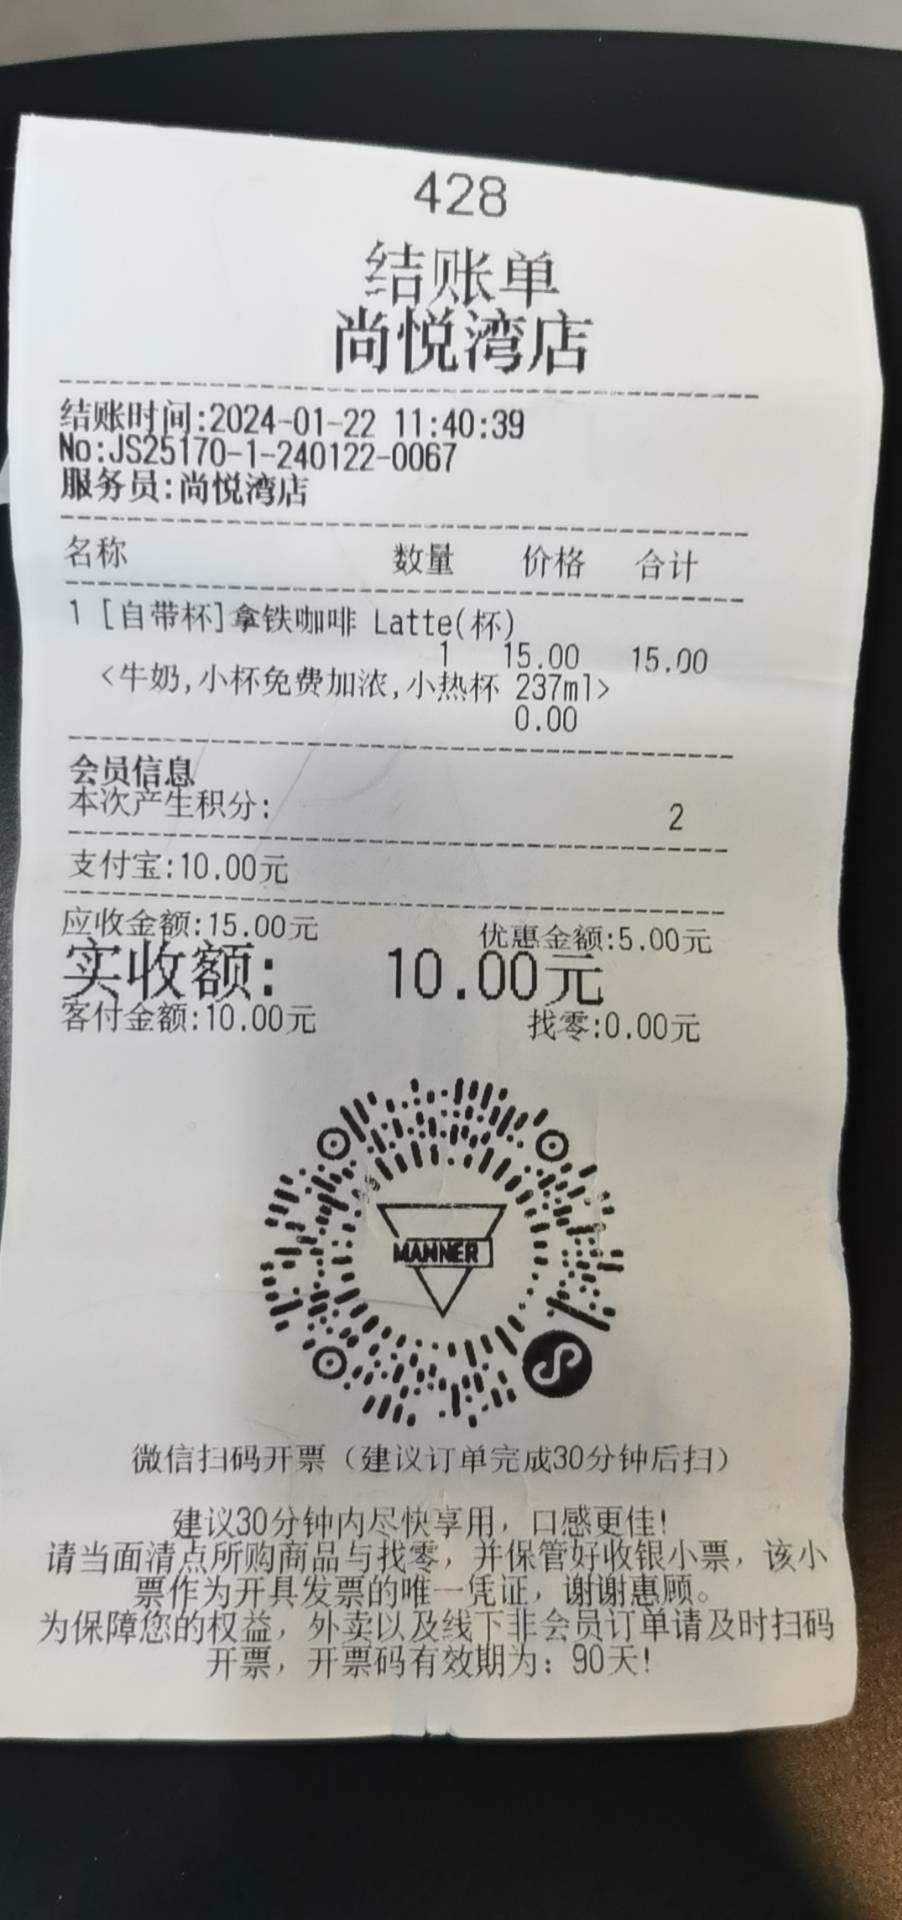 428
结账单
尚悦湾店
结账时间:2024-01-22 11:40:39
No:JS25170-1-240122-0067
服务员:尚悦湾店
名称 数量 价格 合计
1 [自带杯]拿铁咖啡 Latte(杯)
1 15.00 15.00
<牛奶,小杯免费加浓,小热杯 237ml>
0.00
会员信息
本次产生积分: 2
支付宝:10.00元
应收金额:15.00元 优惠金额:5.00元
实收额: 10.00元
客付金额:10.00元 找零:0.00元
MANNER
微信扫码开票（建议订单完成30分钟后扫）
建议30分钟内尽快享用，口感更佳!
请当面清点所购商品与找零，并保管好收银小票，该小
票作为开具发票的唯一凭证，谢谢惠顾。
为保障您的权益，外卖以及线下非会员订单请及时扫码
开票，开票码有效期为：90天!